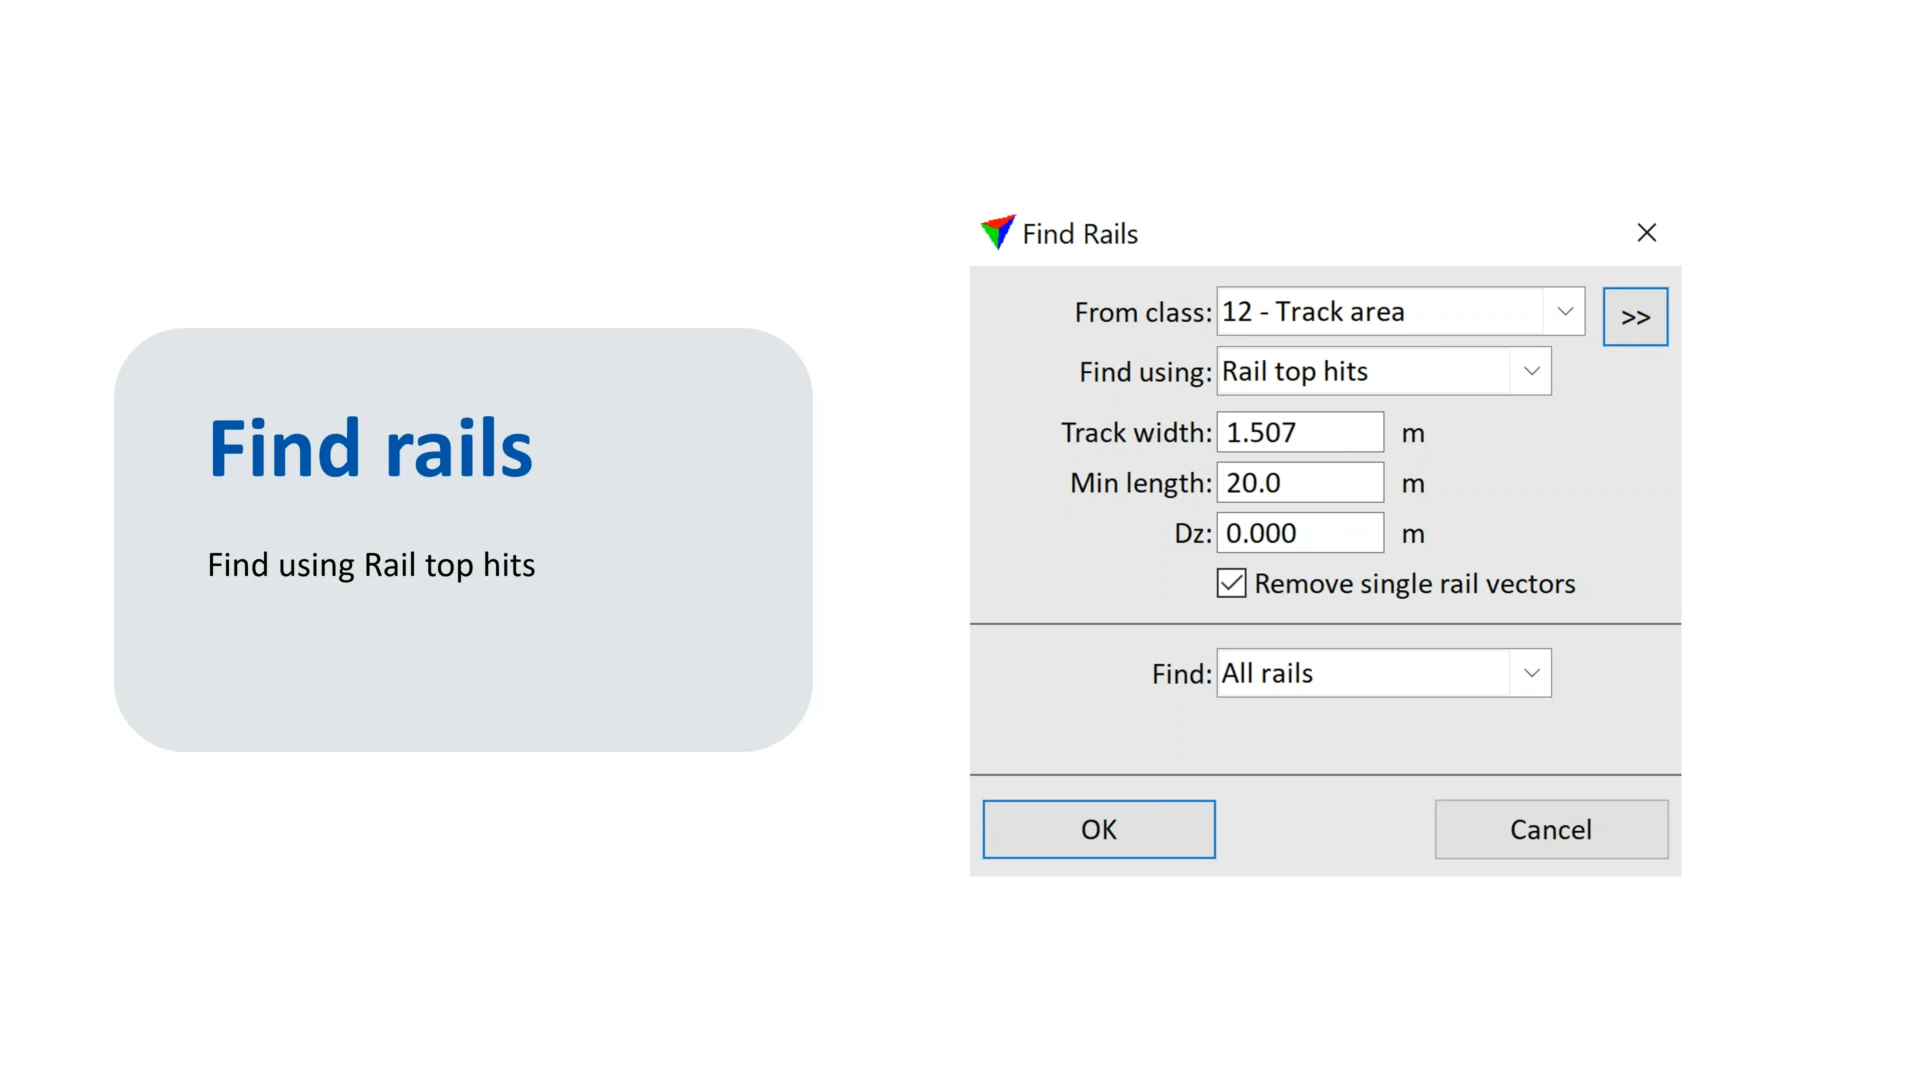 Find rails
Find using Rail top hits
Find Rails
From class: 12 - Track area >>
Find using: Rail top hits
Track width: 1.507 m
Min length: 20.0 m
Dz: 0.000 m
Remove single rail vectors
Find: All rails
OK Cancel